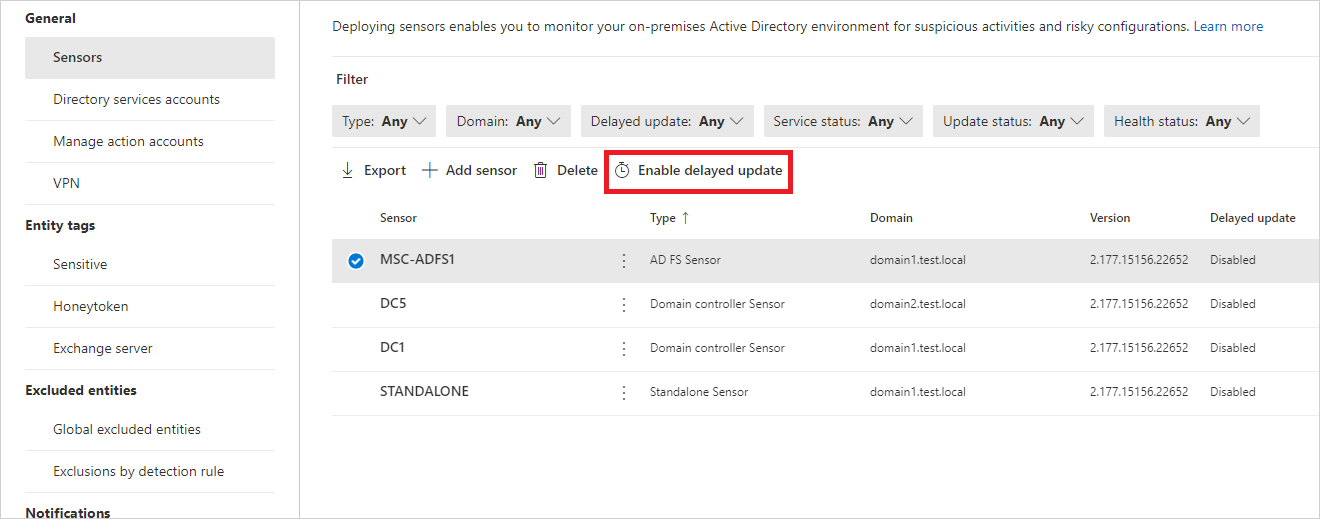 General
Sensors
Directory services accounts
Manage action accounts
VPN
Entity tags
Sensitive
Honeytoken
Exchange server
Excluded entities
Global excluded entities
Exclusions by detection rule
Notifications
Deploying sensors enables you to monitor your on-premises Active Directory environment for suspicious activities and risky configurations. Learn more
Filter
Type: Any Domain: Any Delayed update: Any Service status: Any Update status: Any Health status: Any
Export Add sensor Delete Enable delayed update
Sensor Type ↑ Domain Version Delayed update
MSC-ADFS1 AD FS Sensor domain1.test.local 2.177.15156.22652 Disabled
DC5 Domain controller Sensor domain2.test.local 2.177.15156.22652 Disabled
DC1 Domain controller Sensor domain1.test.local 2.177.15156.22652 Disabled
STANDALONE Standalone Sensor domain1.test.local 2.177.15156.22652 Disabled